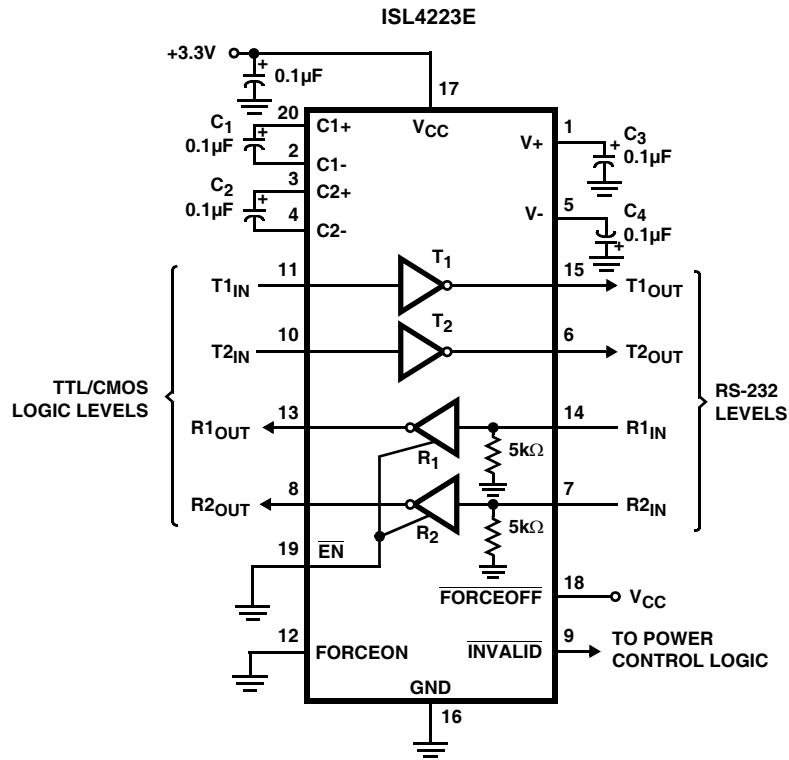 ISL4223E
+3.3V
+
0.1µF
17
20
C1+
VCC
1
C1
0.1µF
+
V+
+
C3
0.1µF
2
C1-
3
C2+
C2
0.1µF
+
4
C2-
V-
5
C4
0.1µF
+
T1IN
11
T1
15
T1OUT
T2IN
10
T2
6
T2OUT
TTL/CMOS
LOGIC LEVELS
RS-232
LEVELS
R1OUT
13
R1
5kΩ
14
R1IN
R2OUT
8
R2
5kΩ
7
R2IN
19
EN
FORCEOFF
18
VCC
12
FORCEON
INVALID
9
TO POWER
CONTROL LOGIC
GND
16